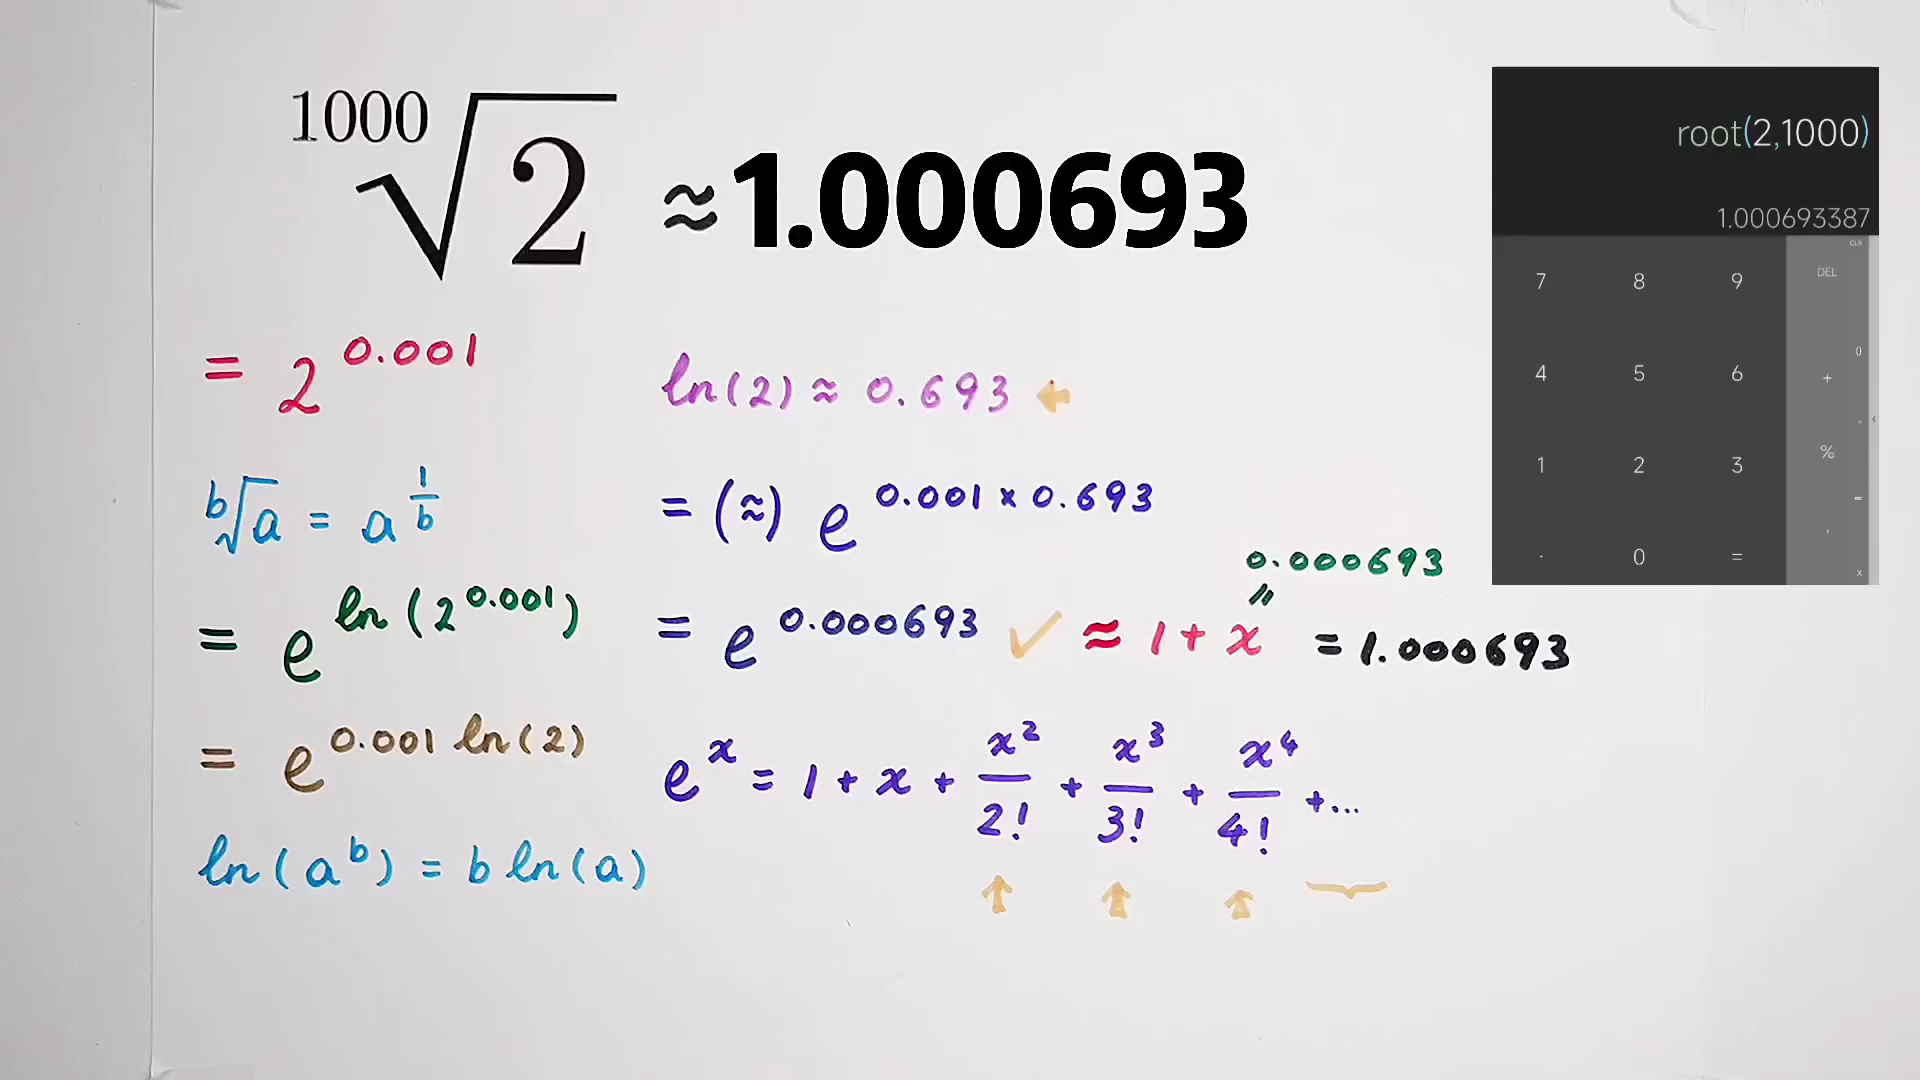 ¹⁰⁰⁰√2 ≈ 1.000693
= 2^0.001
ᵇ√a = a^(1/b)
= e^ln(2^0.001)
= e^0.001 ln(2)
ln(a^b) = b ln(a)
ln(2) ≈ 0.693
= (≈) e^0.001 × 0.693
0.000693
= e^0.000693 ✓ ≈ 1 + x = 1.000693
e^x = 1 + x + x²/2! + x³/3! + x⁴/4! + ...
root(2,1000)
1.000693387
CLR
7 8 9 DEL
()
4 5 6 +
^
1 2 3 %
∞
. 0 = ,
x